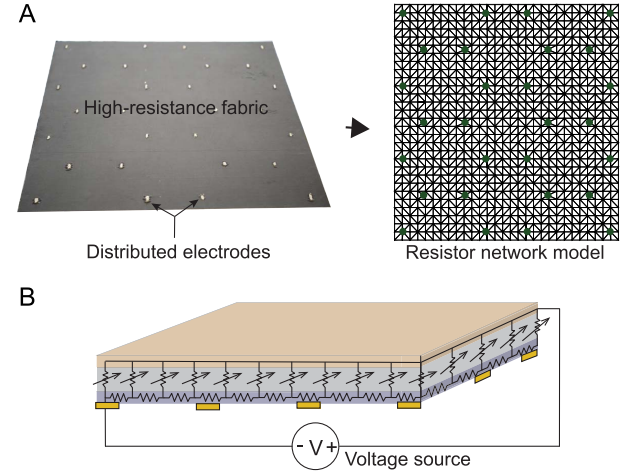 A
High-resistance fabric
Distributed electrodes
Resistor network model
B
- V +
Voltage source